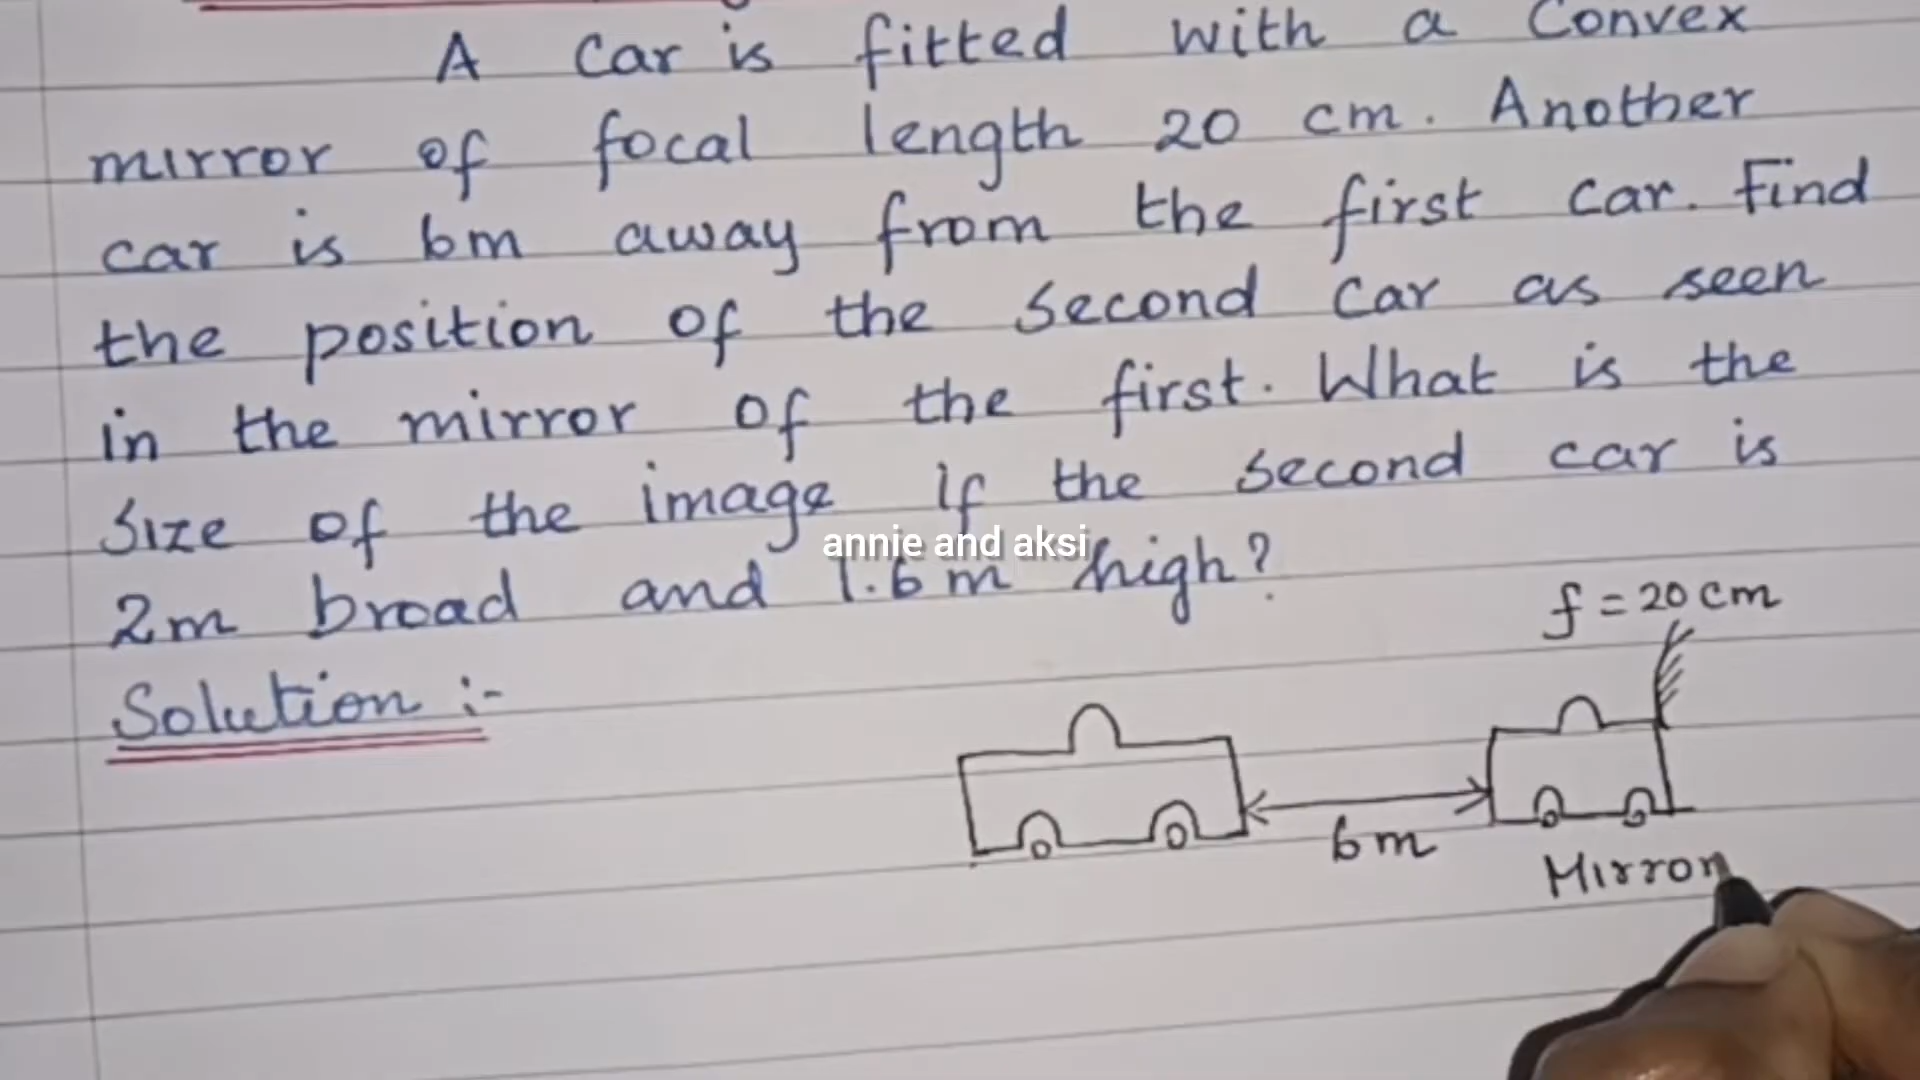 A Car is fitted with a Convex
mirror of focal length 20 cm. Another
car is 6m away from the first car. Find
the position of the second car as seen
in the mirror of the first. What is the
size of the image if the second car is
annie and aksi
2m broad and 1.6m high?
f = 20 cm
Solution :-
6m
Mirror